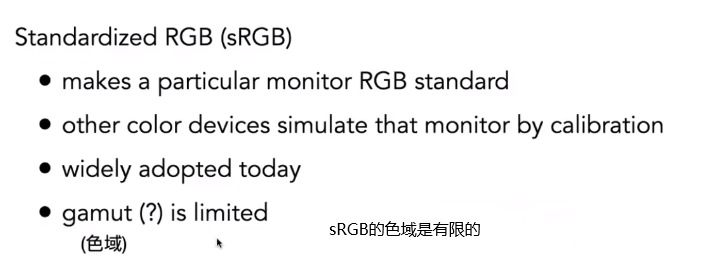 Standardized RGB (sRGB)
• makes a particular monitor RGB standard
• other color devices simulate that monitor by calibration
• widely adopted today
• gamut (?) is limited
(色域)
sRGB的色域是有限的